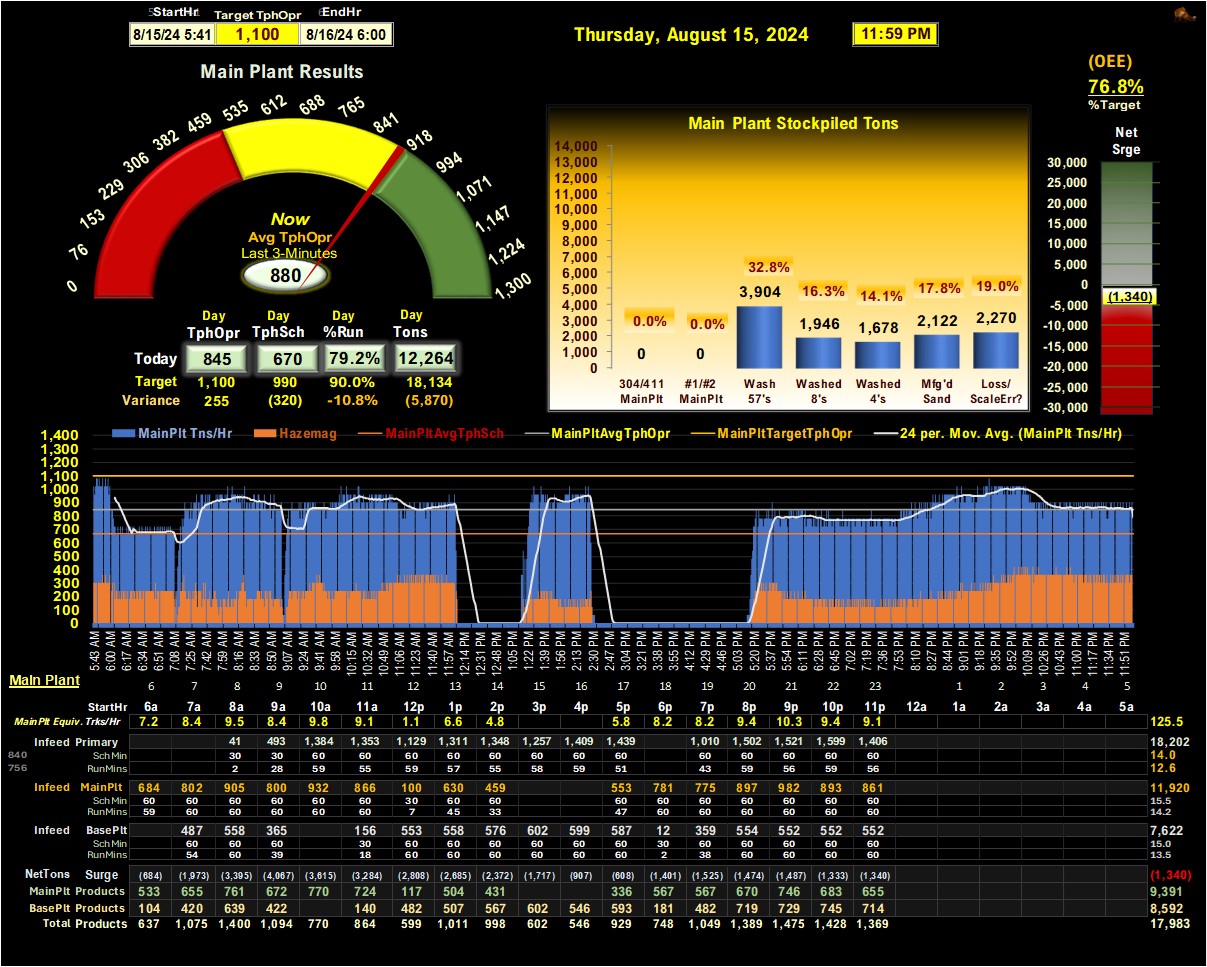 StartHr Target TphOpr EndHr
8/15/24 5:41 1,100 8/16/24 6:00
Thursday, August 15, 2024 11:59 PM
(OEE)
76.8%
%Target
Main Plant Results
0 76 153 229 306 382 459 535 612 688 765 841 918 994 1,071 1,147 1,224 1,300
Now
Avg TphOpr
Last 3-Minutes
880
Day Day Day Day
TphOpr TphSch %Run Tons
Today 845 670 79.2% 12,264
Target 1,100 990 90.0% 18,134
Variance 255 (320) -10.8% (5,870)
Main Plant Stockpiled Tons
14,000
13,000
12,000
11,000
10,000
9,000
8,000
7,000
6,000
5,000
4,000
3,000
2,000
1,000
0
0.0% 0.0% 32.8% 16.3% 14.1% 17.8% 19.0%
0 0 3,904 1,946 1,678 2,122 2,270
304/411 #1/#2 Wash Washed Washed Mfg'd Loss/
MainPlt MainPlt 57's 8's 4's Sand ScaleErr?
Net
Srge
30,000
25,000
20,000
15,000
10,000
5,000
0
(1,340)
-5,000
-10,000
-15,000
-20,000
-25,000
-30,000
MainPlt Tns/Hr Hazemag MainPltAvgTphSch MainPltAvgTphOpr MainPltTargetTphOpr 24 per. Mov. Avg. (MainPlt Tns/Hr)
1,400
1,300
1,200
1,100
1,000
900
800
700
600
500
400
300
200
100
0
5:43 AM 6:00 AM 6:17 AM 6:34 AM 6:51 AM 7:08 AM 7:25 AM 7:42 AM 7:59 AM 8:16 AM 8:33 AM 8:50 AM 9:07 AM 9:24 AM 9:41 AM 9:58 AM 10:15 AM 10:32 AM 10:49 AM 11:06 AM 11:23 AM 11:40 AM 11:57 AM 12:14 PM 12:31 PM 12:48 PM 1:05 PM 1:22 PM 1:39 PM 1:56 PM 2:13 PM 2:30 PM 2:47 PM 3:04 PM 3:21 PM 3:38 PM 3:55 PM 4:12 PM 4:29 PM 4:46 PM 5:03 PM 5:20 PM 5:37 PM 5:54 PM 6:11 PM 6:28 PM 6:45 PM 7:02 PM 7:19 PM 7:36 PM 7:53 PM 8:10 PM 8:27 PM 8:44 PM 9:01 PM 9:18 PM 9:35 PM 9:52 PM 10:09 PM 10:26 PM 10:43 PM 11:00 PM 11:17 PM 11:34 PM 11:51 PM
Main Plant 6 7 8 9 10 11 12 13 14 15 16 17 18 19 20 21 22 23 1 2 3 4 5
StartHr 6a 7a 8a 9a 10a 11a 12p 1p 2p 3p 4p 5p 6p 7p 8p 9p 10p 11p 12a 1a 2a 3a 4a 5a
MainPlt Equiv. Trks/Hr 7.2 8.4 9.5 8.4 9.8 9.1 1.1 6.6 4.8 5.8 8.2 8.2 9.4 10.3 9.4 9.1 125.5
Infeed Primary 41 493 1,384 1,353 1,129 1,311 1,348 1,257 1,409 1,439 1,010 1,502 1,521 1,599 1,406 18,202
840 Sch Min 30 30 60 60 60 60 60 60 60 60 60 60 60 60 60 14.0
756 RunMins 2 28 59 55 59 57 55 58 59 51 43 59 56 59 56 12.6
Infeed MainPlt 684 802 905 800 932 866 100 630 459 553 781 775 897 982 893 861 11,920
Sch Min 60 60 60 60 60 60 30 60 60 60 60 60 60 60 60 60 15.5
RunMins 59 60 60 60 60 60 7 45 33 47 60 60 60 60 60 60 14.2
Infeed BasePlt 487 558 365 156 553 558 576 602 599 587 12 359 554 552 552 552 7,622
Sch Min 60 60 60 30 60 60 60 60 60 60 30 60 60 60 60 60 15.0
RunMins 54 60 39 18 60 60 60 60 60 60 2 38 60 60 60 60 13.5
NetTons Surge (684) (1,973) (3,395) (4,067) (3,615) (3,284) (2,808) (2,685) (2,372) (1,717) (907) (608) (1,401) (1,525) (1,474) (1,487) (1,333) (1,340) (1,340)
MainPlt Products 533 655 761 672 770 724 117 504 431 336 567 567 670 746 683 655 9,391
BasePlt Products 104 420 639 422 140 482 507 567 602 546 593 181 482 719 729 745 714 8,592
Total Products 637 1,075 1,400 1,094 770 864 599 1,011 998 602 546 929 748 1,049 1,389 1,475 1,428 1,369 17,983